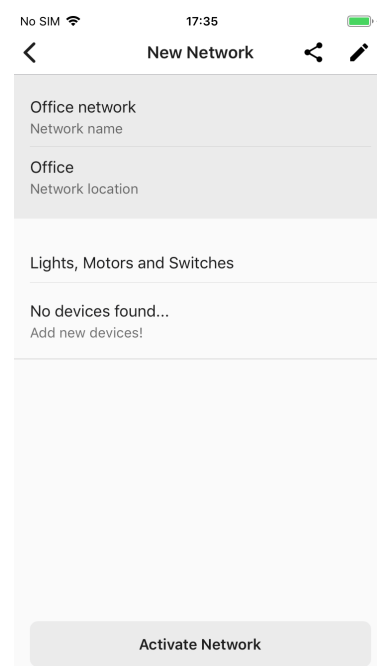 No SIM 17:35
New Network
Office network
Network name
Office
Network location
Lights, Motors and Switches
No devices found...
Add new devices!
Activate Network